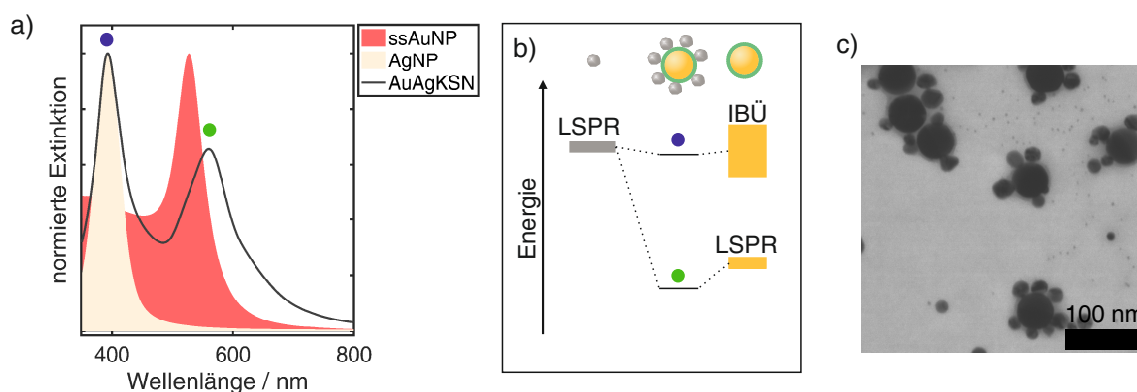 a)
ssAuNP
AgNP
AuAgKSN
normierte Extinktion
400
600
800
Wellenlänge / nm
b)
Energie
LSPR
IBÜ
LSPR
c)
100 nm